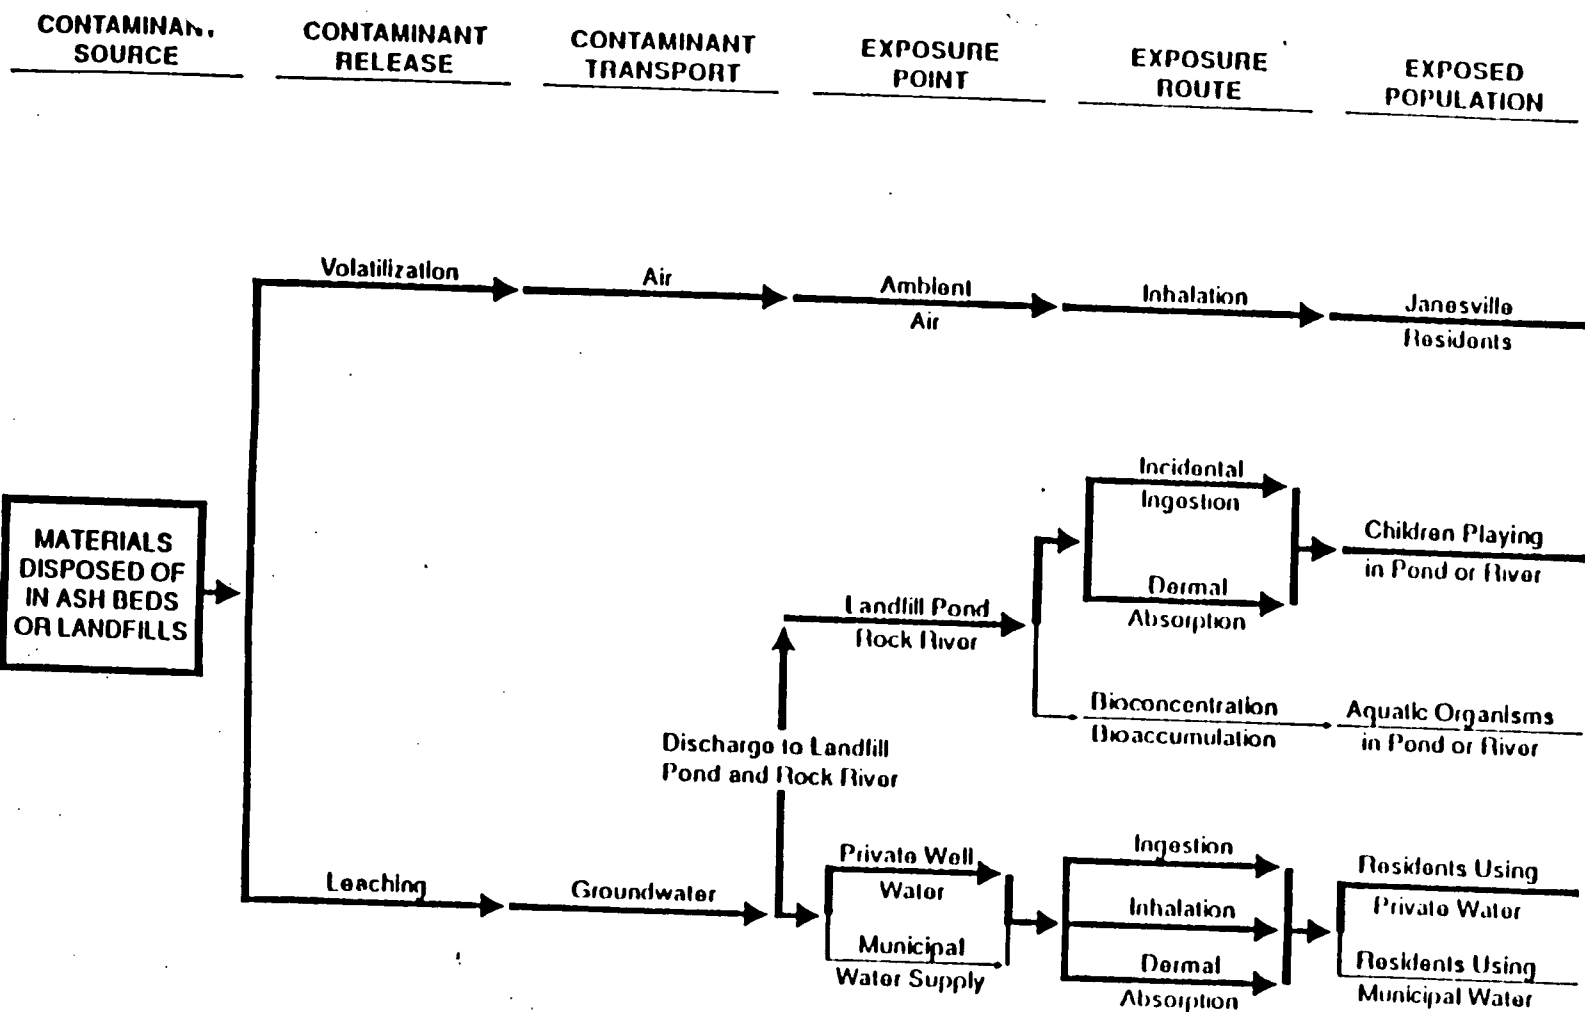 CONTAMINANT
SOURCE
CONTAMINANT
RELEASE
CONTAMINANT
TRANSPORT
EXPOSURE
POINT
EXPOSURE
ROUTE
EXPOSED
POPULATION
Volatilization
Air
Ambient
Air
Inhalation
Janesville
Residents
MATERIALS
DISPOSED OF
IN ASH BEDS
OR LANDFILLS
Incidental
Ingestion
Dermal
Absorption
Children Playing
in Pond or River
Landfill Pond
Rock River
Bioconcentration
Bioaccumulation
Aquatic Organisms
in Pond or River
Discharge to Landfill
Pond and Rock River
Leaching
Groundwater
Private Well
Water
Municipal
Water Supply
Ingestion
Inhalation
Dermal
Absorption
Residents Using
Private Water
Residents Using
Municipal Water